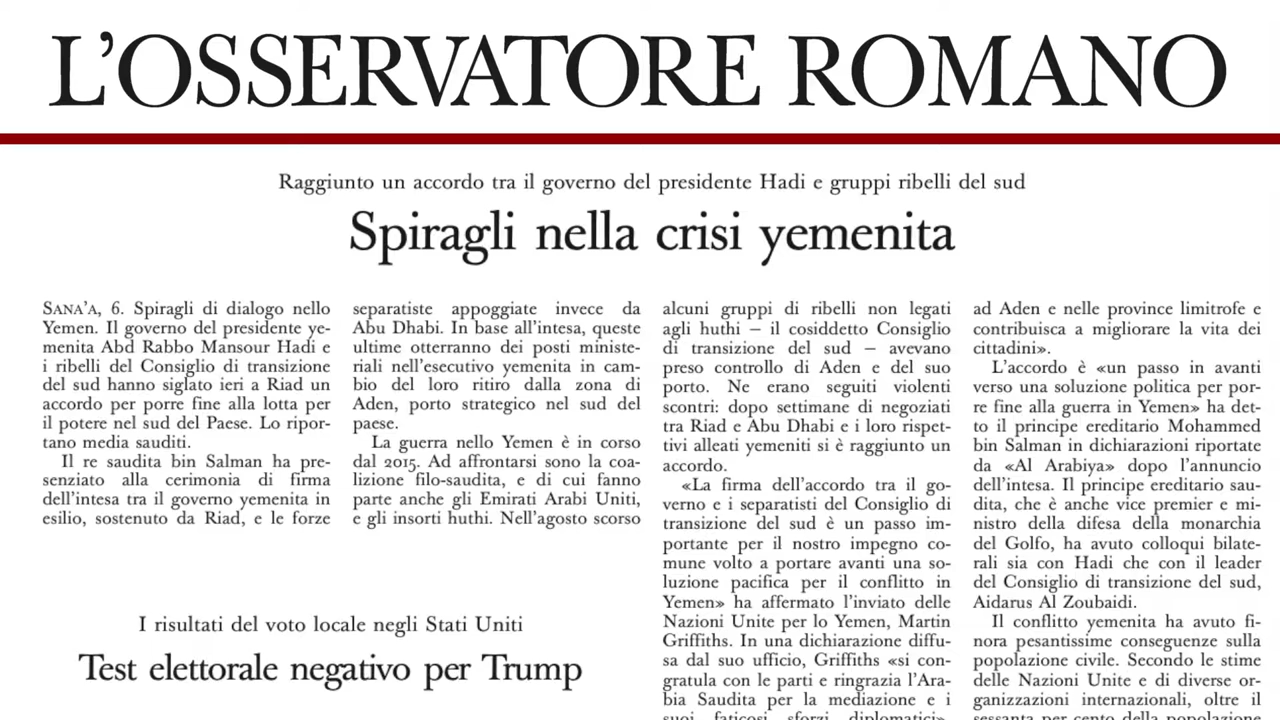 L'OSSERVATORE ROMANO
Raggiunto un accordo tra il governo del presidente Hadi e gruppi ribelli del sud
Spiragli nella crisi yemenita
SANA'A, 6. Spiragli di dialogo nello
Yemen. Il governo del presidente ye-
menita Abd Rabbo Mansour Hadi e
i ribelli del Consiglio di transizione
del sud hanno siglato ieri a Riad un
accordo per porre fine alla lotta per
il potere nel sud del Paese. Lo ripor-
tano media sauditi.
Il re saudita bin Salman ha pre-
senziato alla cerimonia di firma
dell'intesa tra il governo yemenita in
esilio, sostenuto da Riad, e le forze
separatiste appoggiate invece da
Abu Dhabi. In base all'intesa, queste
ultime otterranno dei posti ministe-
riali nell'esecutivo yemenita in cam-
bio del loro ritiro dalla zona di
Aden, porto strategico nel sud del
paese.
La guerra nello Yemen è in corso
dal 2015. Ad affrontarsi sono la coa-
lizione filo-saudita, e di cui fanno
parte anche gli Emirati Arabi Uniti,
e gli insorti huthi. Nell'agosto scorso
alcuni gruppi di ribelli non legati
agli huthi — il cosiddetto Consiglio
di transizione del sud — avevano
preso controllo di Aden e del suo
porto. Ne erano seguiti violenti
scontri: dopo settimane di negoziati
tra Riad e Abu Dhabi e i loro rispet-
tivi alleati yemeniti si è raggiunto un
accordo.
«La firma dell'accordo tra il go-
verno e i separatisti del Consiglio di
transizione del sud è un passo im-
portante per il nostro impegno co-
mune volto a portare avanti una so-
luzione pacifica per il conflitto in
Yemen» ha affermato l'inviato delle
Nazioni Unite per lo Yemen, Martin
Griffiths. In una dichiarazione diffu-
sa dal suo ufficio, Griffiths «si con-
gratula con le parti e ringrazia l'Ara-
bia Saudita per la mediazione e i
suoi faticosi sforzi diplomatici».
ad Aden e nelle province limitrofe e
contribuisca a migliorare la vita dei
cittadini».
L'accordo è «un passo in avanti
verso una soluzione politica per por-
re fine alla guerra in Yemen» ha det-
to il principe ereditario Mohammed
bin Salman in dichiarazioni riportate
da «Al Arabiya» dopo l'annuncio
dell'intesa. Il principe ereditario sau-
dita, che è anche vice premier e mi-
nistro della difesa della monarchia
del Golfo, ha avuto colloqui bilate-
rali sia con Hadi che con il leader
del Consiglio di transizione del sud,
Aidarus Al Zoubaidi.
Il conflitto yemenita ha avuto fi-
nora pesantissime conseguenze sulla
popolazione civile. Secondo le stime
delle Nazioni Unite e di diverse or-
ganizzazioni internazionali, oltre il
sessanta per cento della popolazione
I risultati del voto locale negli Stati Uniti
Test elettorale negativo per Trump